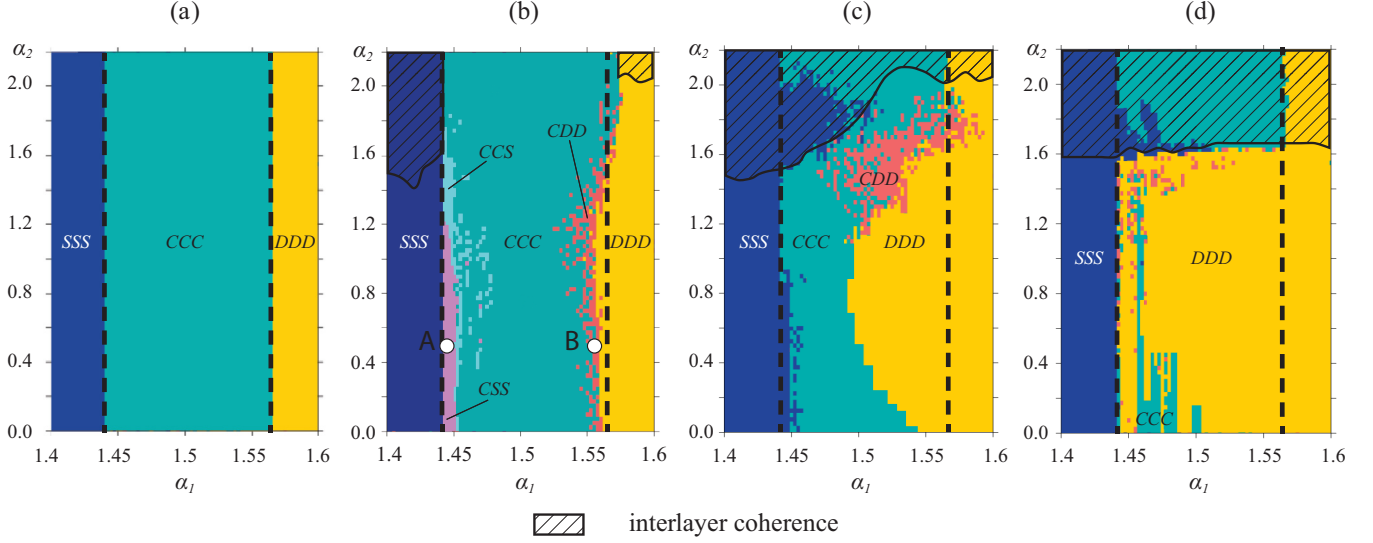 (a) (b) (c) (d)
α2 α2 α2
2.0 2.0 2.0 2.0
CDD
1.6 CCS 1.6 1.6 1.6
CDD
1.2 1.2 1.2 1.2
SSS CCC DDD SSS CCC DDD SSS CCC DDD SSS DDD
0.8 0.8 0.8 0.8
A B
0.4 0.4 0.4 0.4
CSS
CCC
0.0 0.0 0.0 0.0
1.4 1.45 1.5 1.55 1.6 1.4 1.45 1.5 1.55 1.6 1.4 1.45 1.5 1.55 1.6 1.4 1.45 1.5 1.55 1.6
α1 α1 α1 α1
interlayer coherence